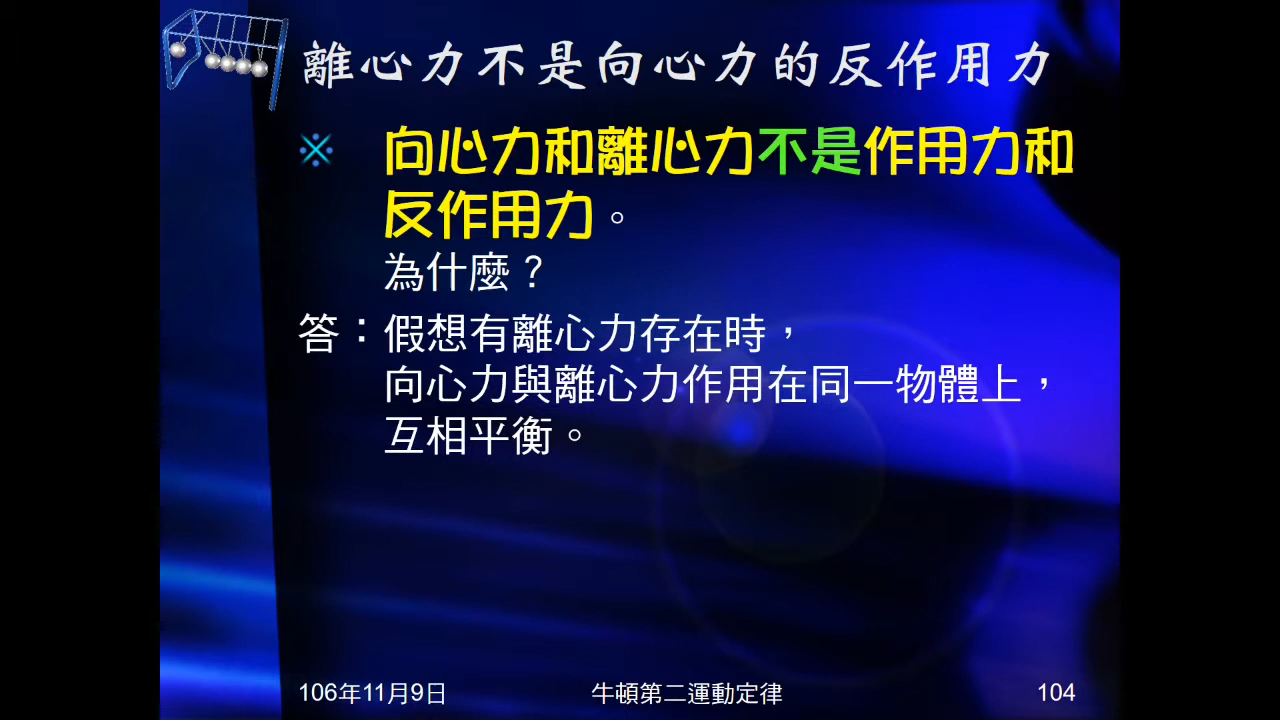 離心力不是向心力的反作用力
※ 向心力和離心力不是作用力和
反作用力。
為什麼？
答：假想有離心力存在時，
向心力與離心力作用在同一物體上，
互相平衡。
106年11月9日 牛頓第二運動定律 104